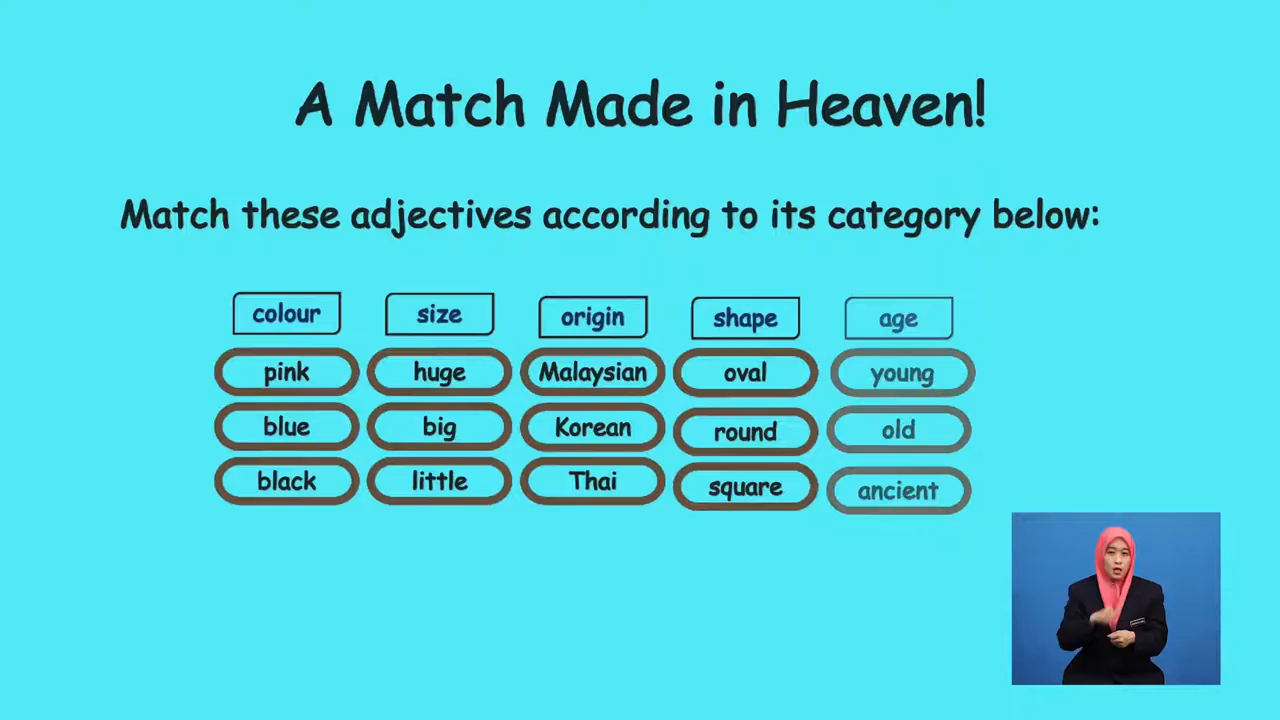 A Match Made in Heaven!
Match these adjectives according to its category below:
colour size origin shape age
pink huge Malaysian oval young
blue big Korean round old
black little Thai square ancient